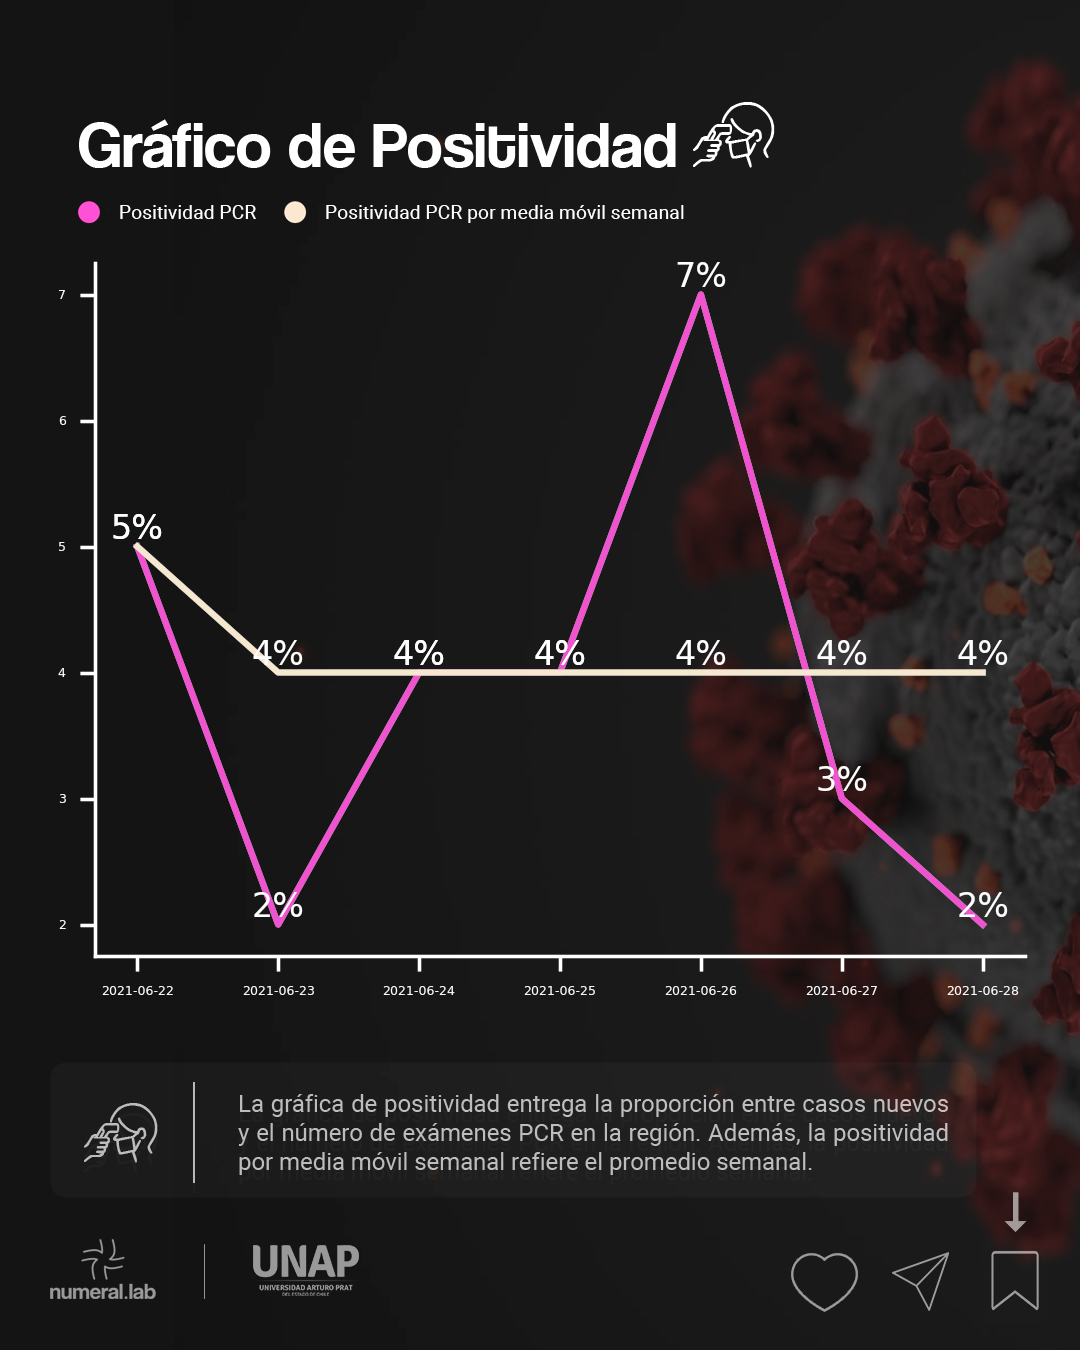 Gráfico de Positividad
Positividad PCR
Positividad PCR por media móvil semanal
7%
7
6
5%
5
4% 4% 4% 4% 4% 4%
4
3%
3
2% 2%
2
2021-06-22 2021-06-23 2021-06-24 2021-06-25 2021-06-26 2021-06-27 2021-06-28
La gráfica de positividad entrega la proporción entre casos nuevos
y el número de exámenes PCR en la región. Además, la positividad
por media móvil semanal refiere el promedio semanal.
numeral.lab
UNAP
UNIVERSIDAD ARTURO PRAT
DEL ESTADO DE CHILE